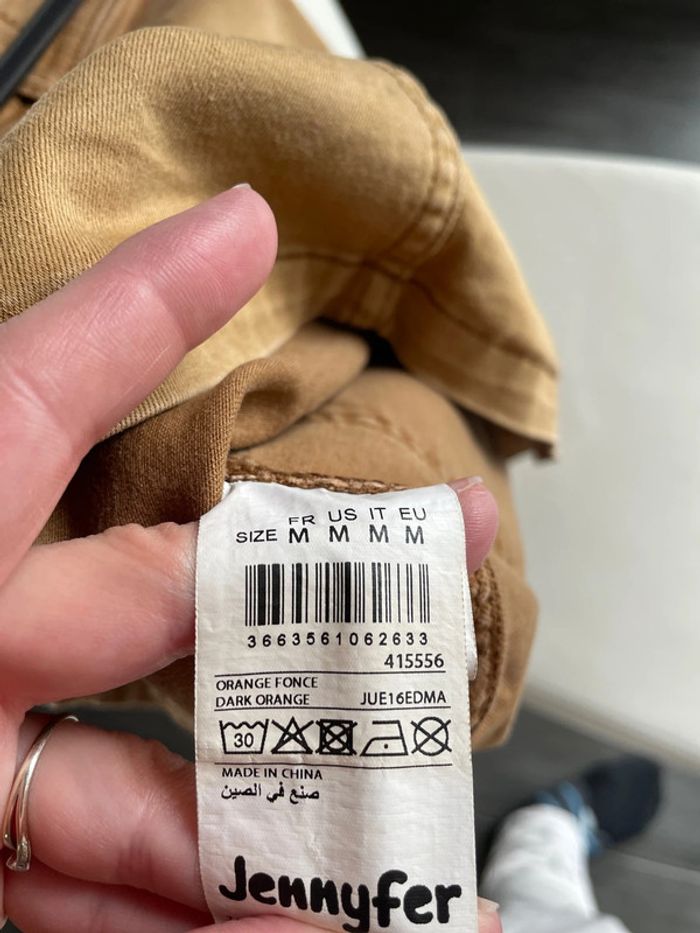 FR US IT EU
SIZE M M M M
3663561062633
415556
ORANGE FONCE
DARK ORANGE JUE16EDMA
30
MADE IN CHINA
صنع في الصين
Jennyfer